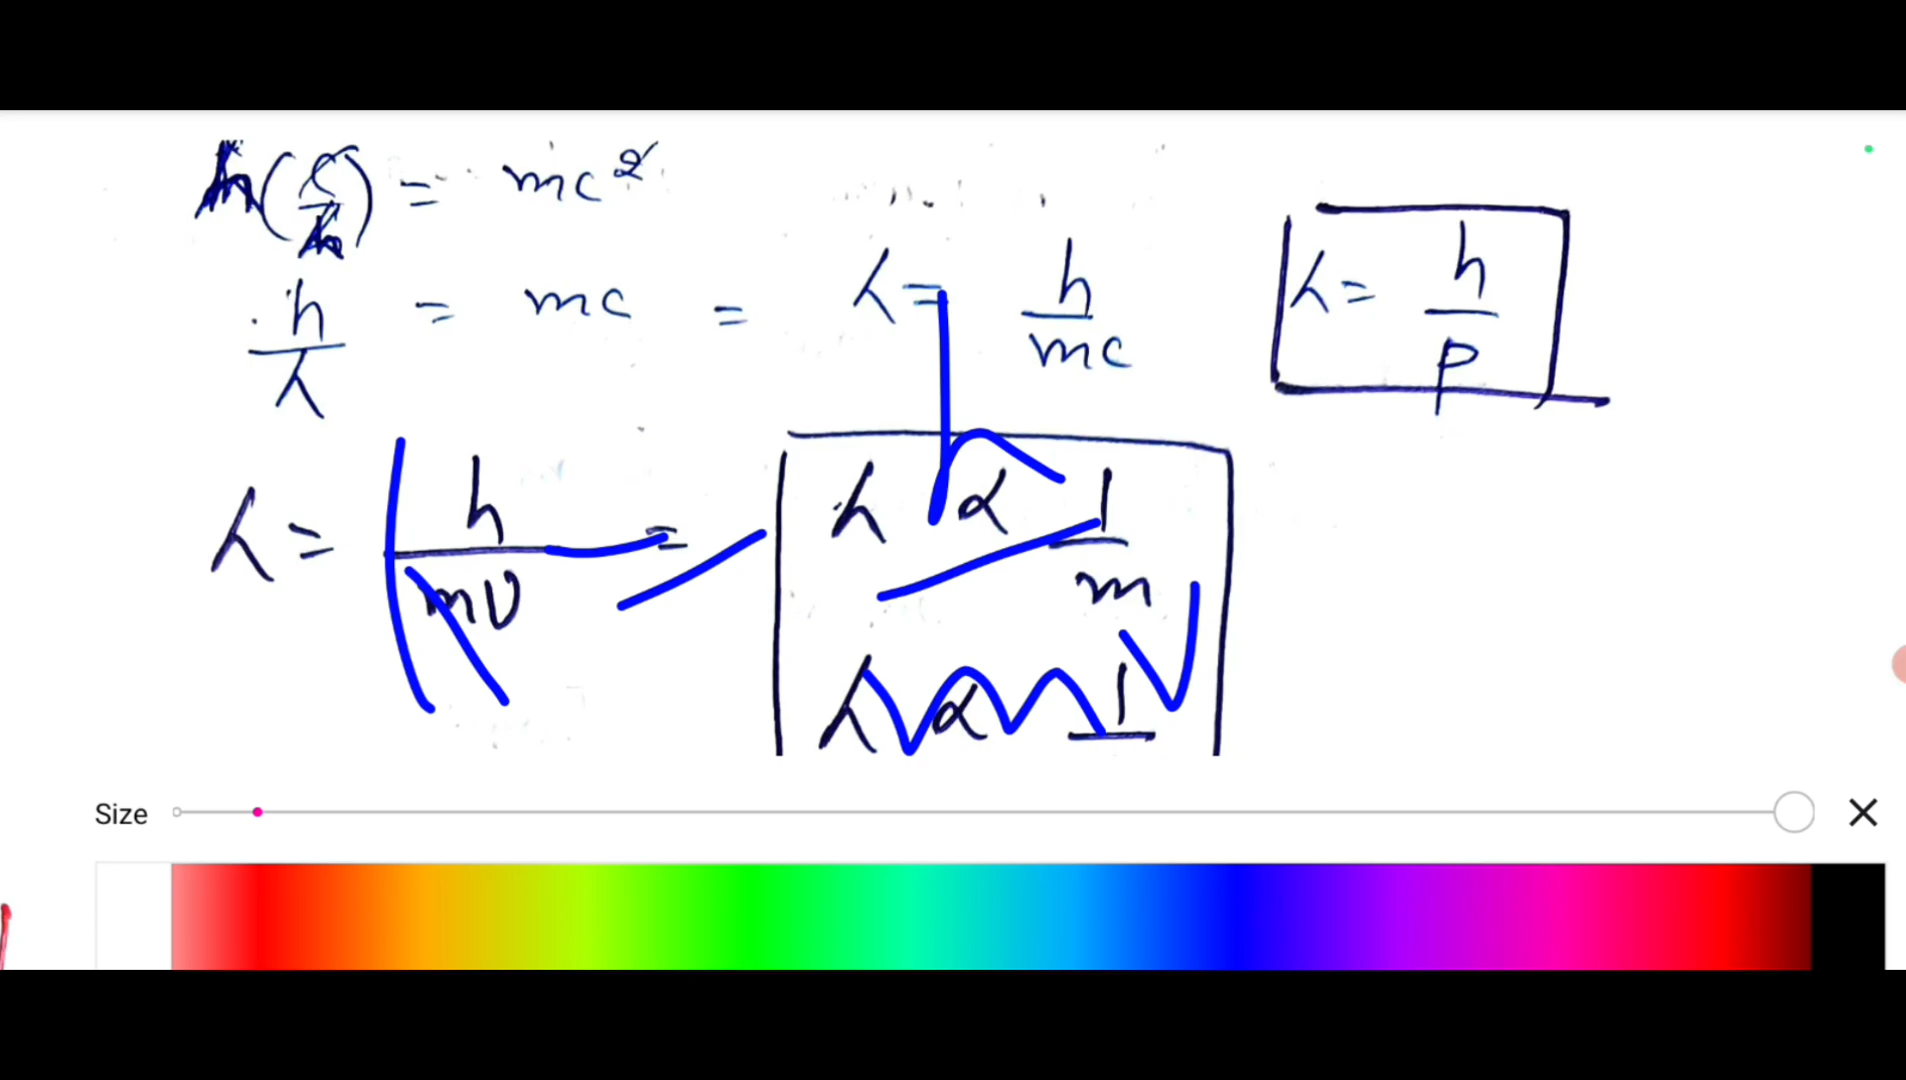 h(c/λ) = mc²
h/λ = mc = λ = h/mc
λ = h/p
λ = h/mv =
λ α 1/m
λ α 1
Size